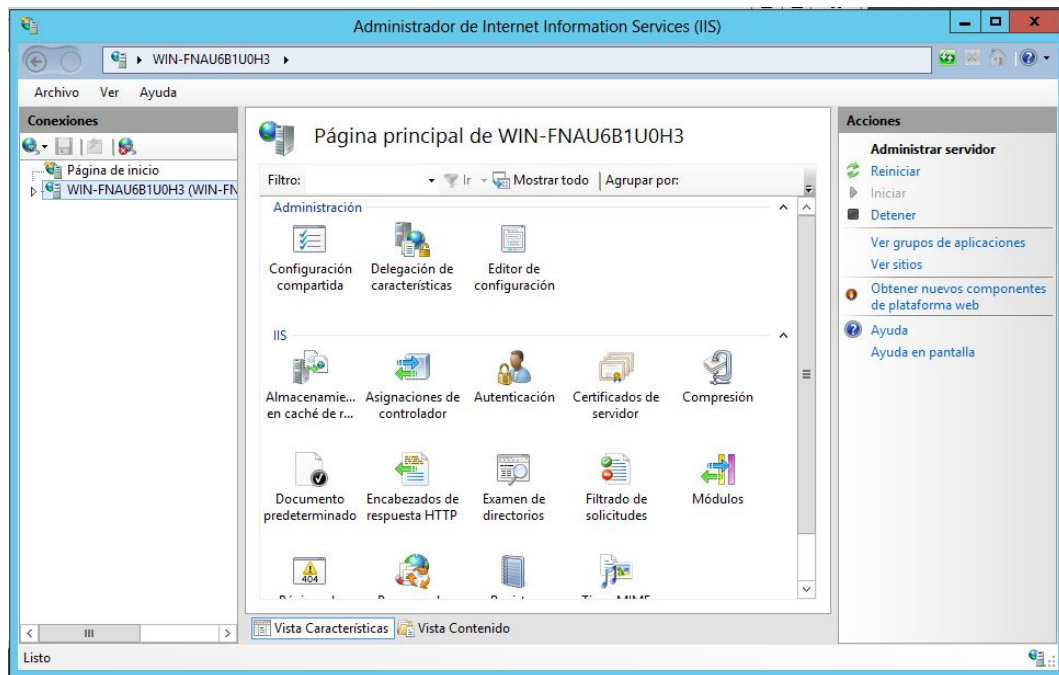 Administrador de Internet Information Services (IIS)
WIN-FNAU6B1U0H3
Archivo Ver Ayuda
Conexiones
Página de inicio
WIN-FNAU6B1U0H3 (WIN-FN
Página principal de WIN-FNAU6B1U0H3
Filtro: Ir Mostrar todo Agrupar por:
Administración
Configuración compartida
Delegación de características
Editor de configuración
IIS
Almacenamie... en caché de r...
Asignaciones de controlador
Autenticación
Certificados de servidor
Compresión
Documento predeterminado
Encabezados de respuesta HTTP
Examen de directorios
Filtrado de solicitudes
Módulos
404
Vista Características Vista Contenido
Acciones
Administrar servidor
Reiniciar
Iniciar
Detener
Ver grupos de aplicaciones
Ver sitios
Obtener nuevos componentes
de plataforma web
Ayuda
Ayuda en pantalla
Listo